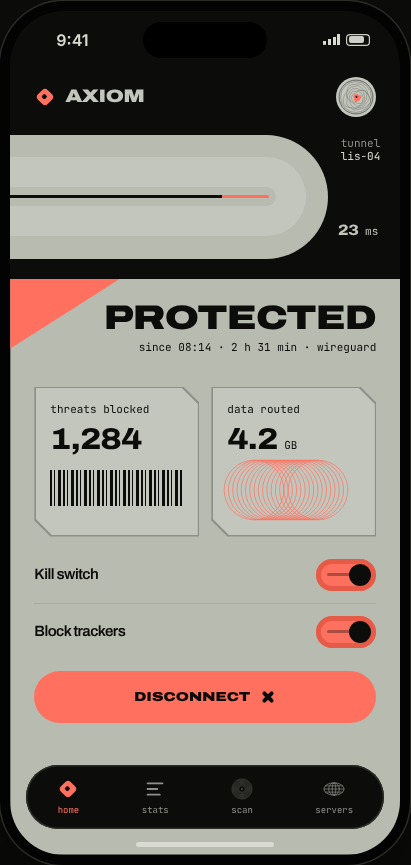 9:41
AXIOM
tunnel
lis-04
23 ms
PROTECTED
since 08:14 · 2 h 31 min · wireguard
threats blocked
1,284
data routed
4.2 GB
Kill switch
Block trackers
DISCONNECT
home
stats
scan
servers